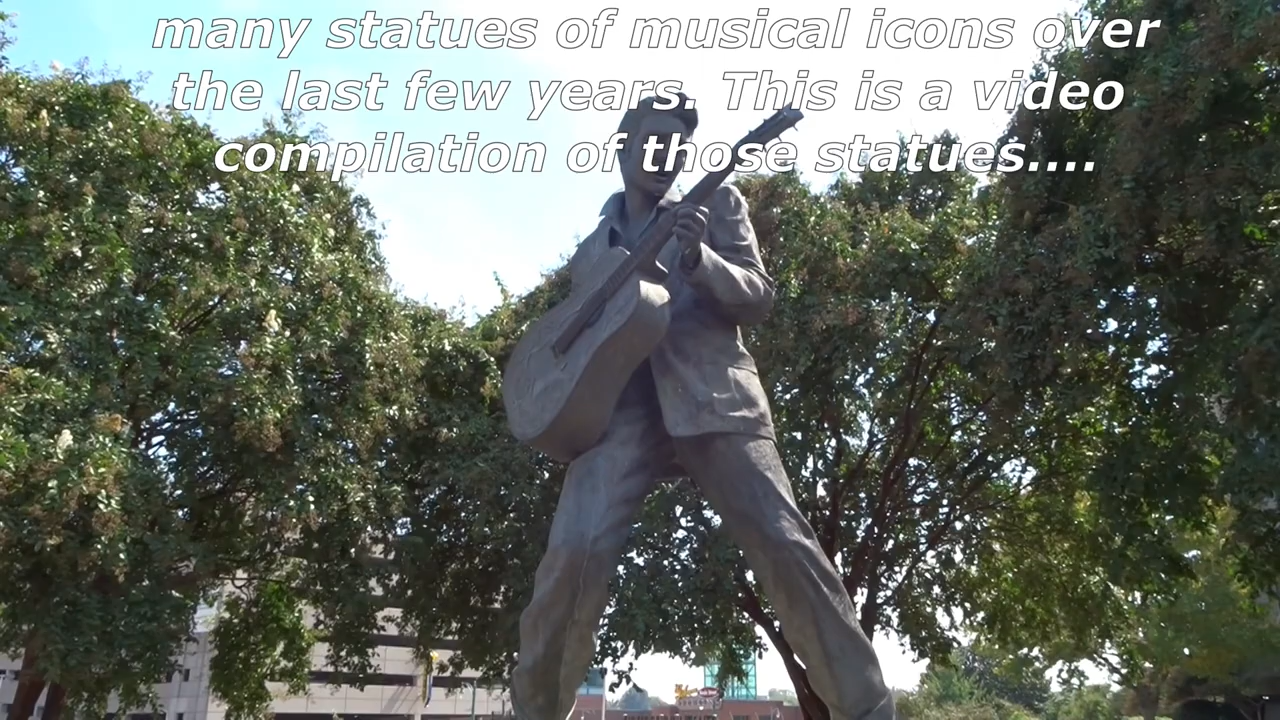 many statues of musical icons over
the last few years. This is a video
compilation of those statues....